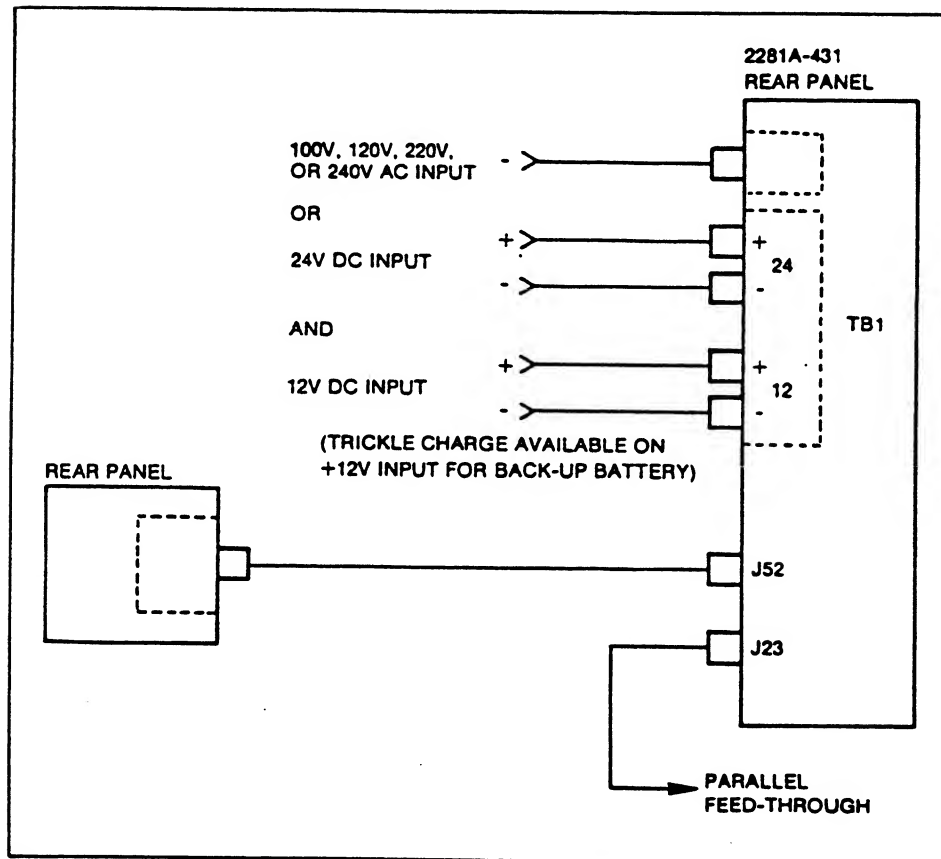 2281A-431
REAR PANEL
100V, 120V, 220V,
OR 240V AC INPUT
-
OR
24V DC INPUT
+
-
+
24
-
TB1
AND
12V DC INPUT
+
-
+
12
-
(TRICKLE CHARGE AVAILABLE ON
+12V INPUT FOR BACK-UP BATTERY)
REAR PANEL
J52
J23
PARALLEL
FEED-THROUGH